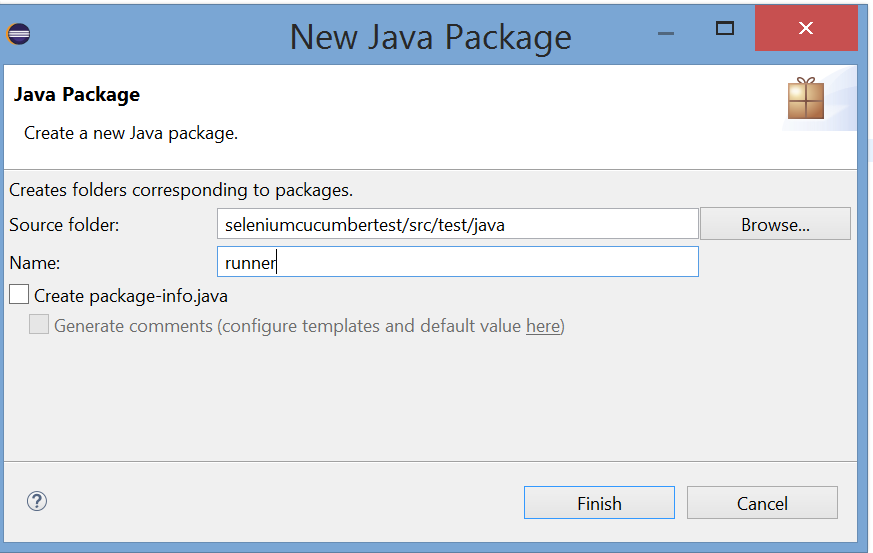 New Java Package
Java Package
Create a new Java package.
Creates folders corresponding to packages.
Source folder: seleniumcucumbertest/src/test/java Browse...
Name: runner
Create package-info.java
Generate comments (configure templates and default value here)
? Finish Cancel